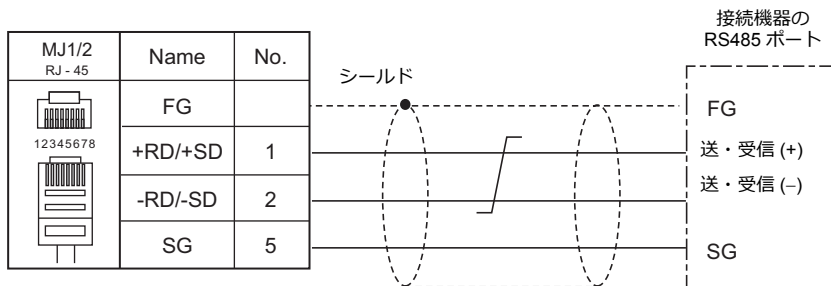 接続機器の
RS485 ポート
MJ1/2
RJ - 45
Name
No.
シールド
FG
FG
12345678
+RD/+SD
1
送・受信 (+)
-RD/-SD
2
送・受信 (−)
SG
5
SG